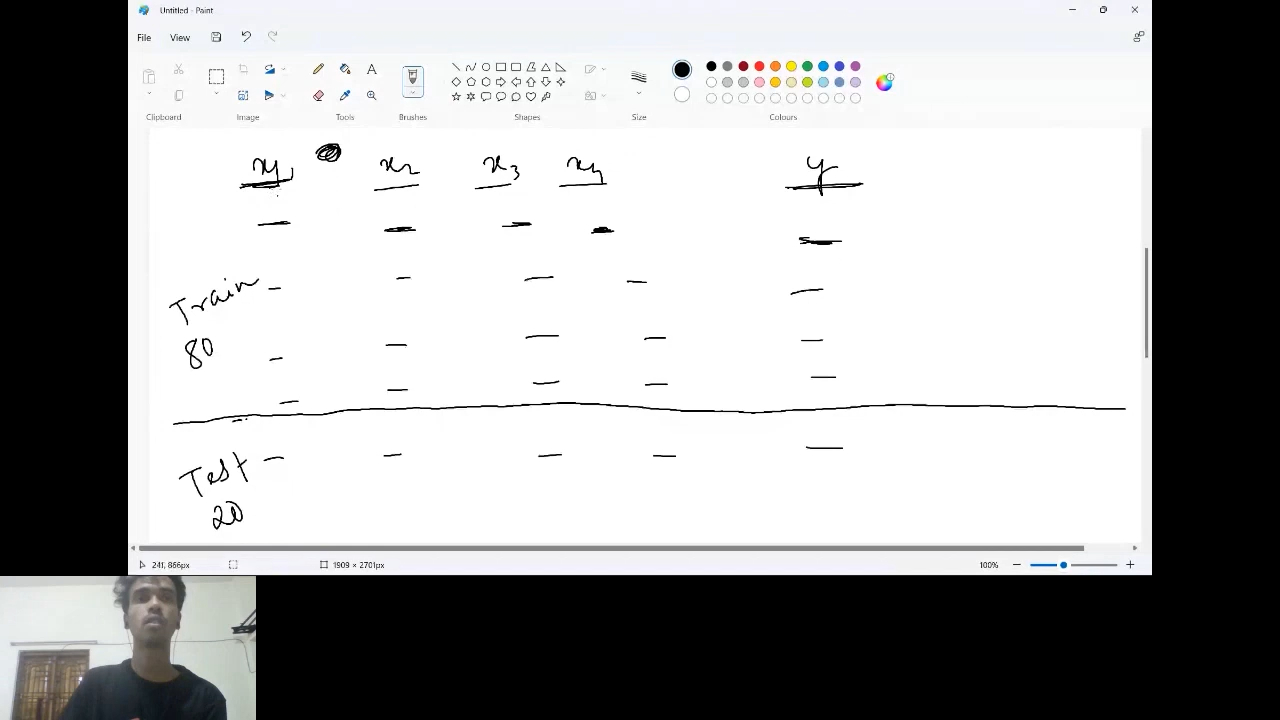 Untitled - Paint
File View
Clipboard Image Tools Brushes Shapes Size Colours
x1 x2 x3 x4 y
Train
80
Test
20
241, 866px 1909 × 2701px 100%